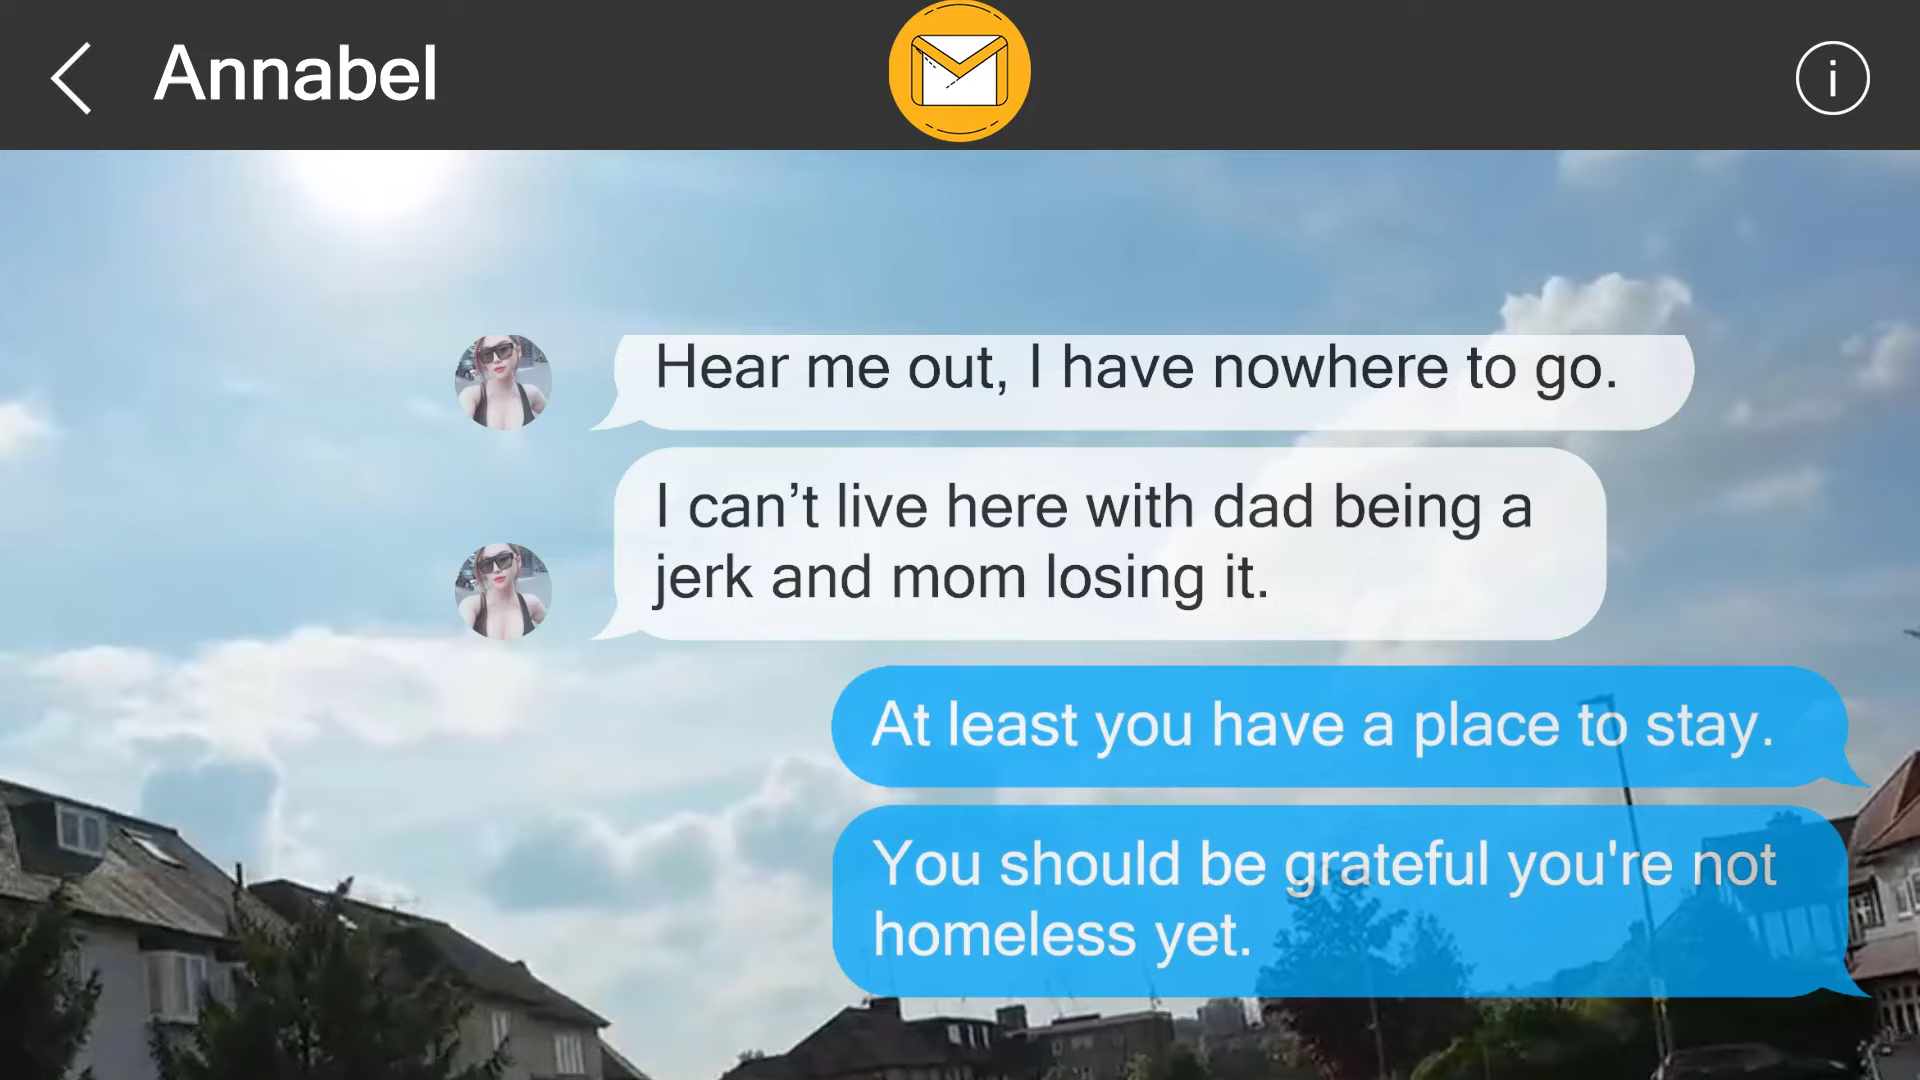 Annabel
i
Hear me out, I have nowhere to go.
I can’t live here with dad being a
jerk and mom losing it.
At least you have a place to stay.
You should be grateful you're not
homeless yet.